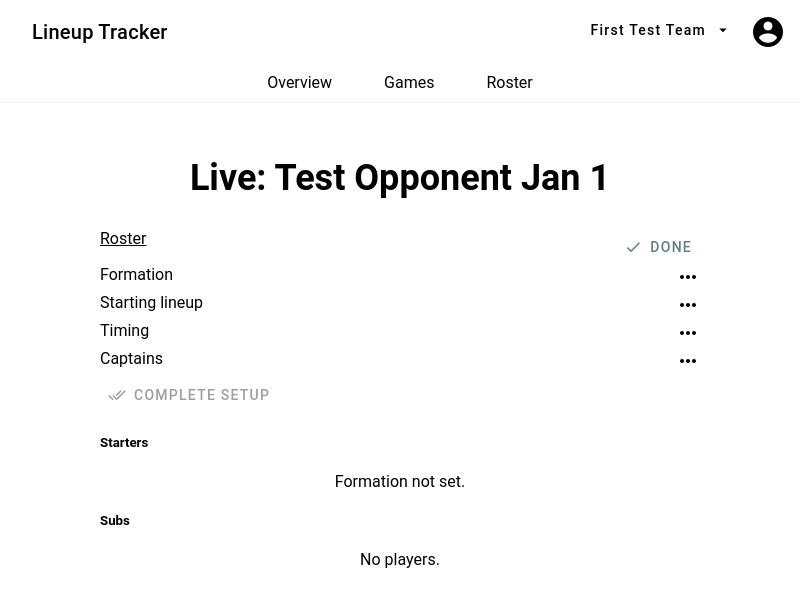 Lineup Tracker
First Test Team
Overview Games Roster
Live: Test Opponent Jan 1
Roster
DONE
Formation
Starting lineup
Timing
Captains
COMPLETE SETUP
Starters
Formation not set.
Subs
No players.